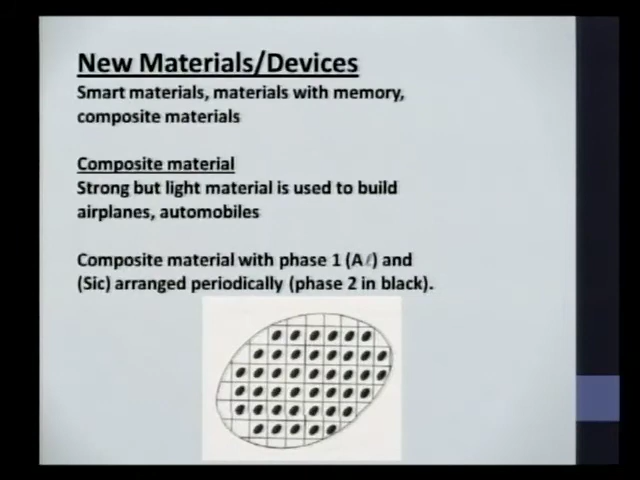 New Materials/Devices
Smart materials, materials with memory,
composite materials
Composite material
Strong but light material is used to build
airplanes, automobiles
Composite material with phase 1 (Aℓ) and
(Sic) arranged periodically (phase 2 in black).